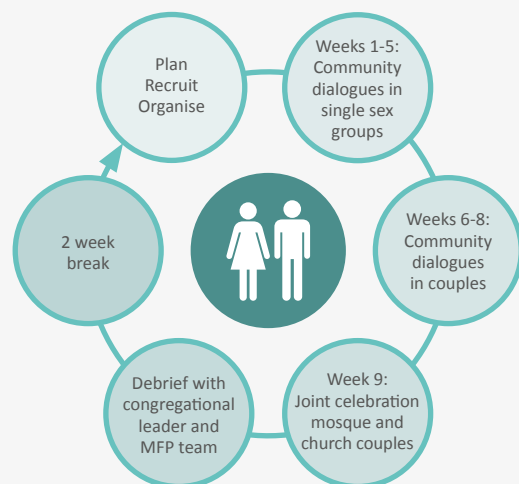 Plan
Recruit
Organise
Weeks 1-5:
Community
dialogues in
single sex
groups
Weeks 6-8:
Community
dialogues
in couples
Week 9:
Joint celebration
mosque and
church couples
Debrief with
congregational
leader and
MFP team
2 week
break